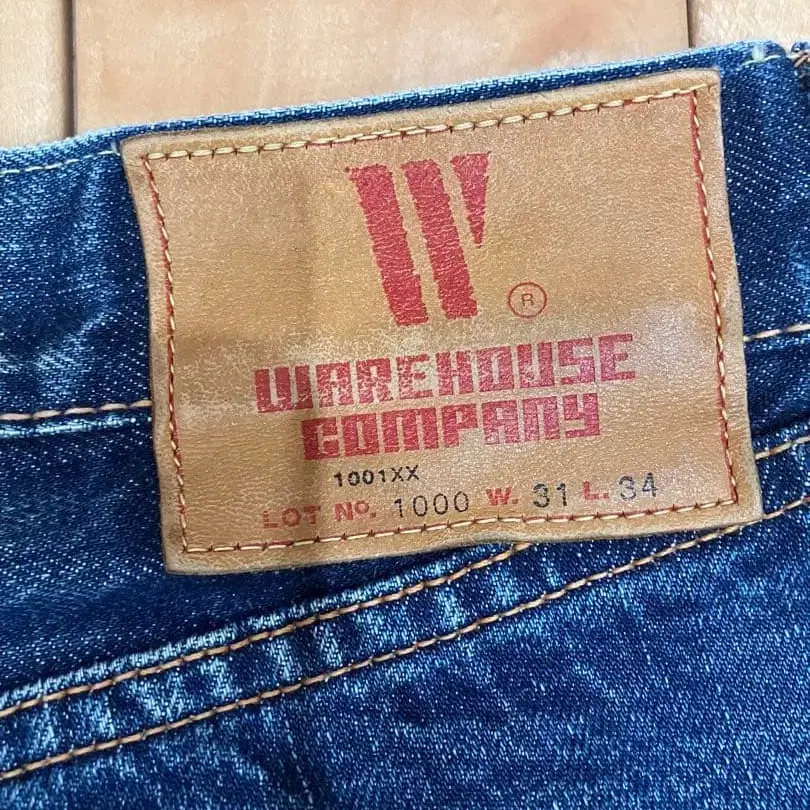 W
®
WAREHOUSE
COMPANY
1001XX
LOT No. 1000 W. 31 L. 34